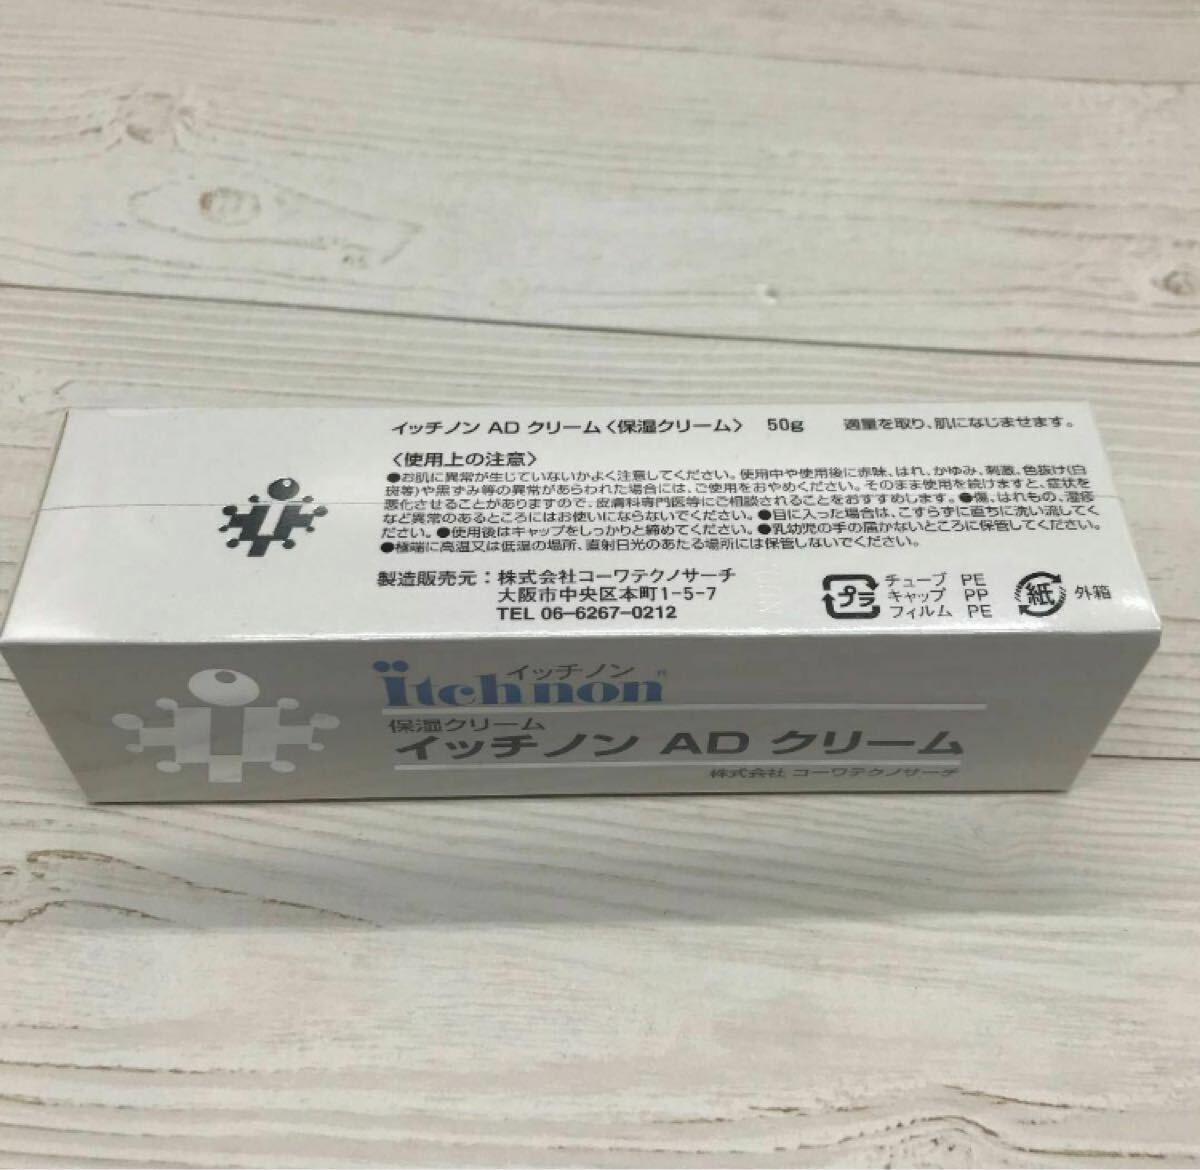 イッチノン AD クリーム〈保湿クリーム〉 50g 適量を取り、肌になじませます。
〈使用上の注意〉
●お肌に異常が生じていないかよく注意してください。使用中や使用後に赤味、はれ、かゆみ、刺激、色抜け(白
斑等)や黒ずみ等の異常があらわれた場合には、ご使用をおやめください。そのまま使用を続けますと、症状を
悪化させることがありますので、皮膚科専門医等にご相談されることをおすすめします。●傷、はれもの、湿疹
など異常のあるところにはお使いにならないでください。●目に入った場合は、こすらずに直ちに洗い流してく
ださい。●使用後はキャップをしっかりと締めてください。●乳幼児の手の届かないところに保管してください。
●極端に高温又は低温の場所、直射日光のあたる場所には保管しないでください。
製造販売元：株式会社コーワテクノサーチ
大阪市中央区本町1-5-7
TEL 06-6267-0212
プラ
チューブ PE
キャップ PP
フィルム PE
紙 外箱
イッチノン
itchnon®
保湿クリーム
イッチノン AD クリーム
株式会社 コーワテクノサーチ